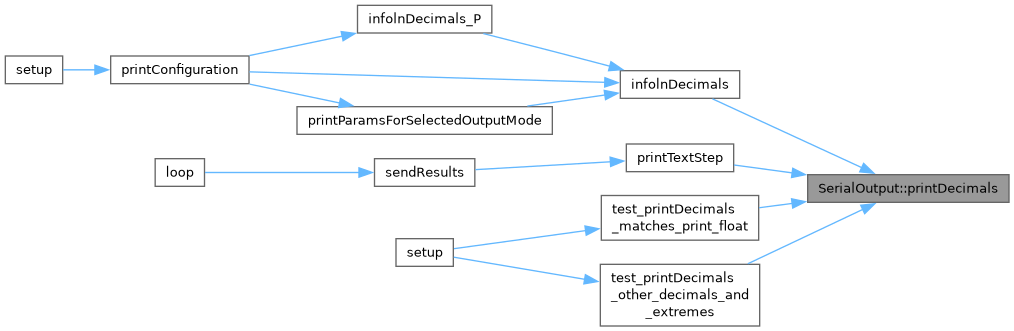 infolnDecimals_P
setup
printConfiguration
infolnDecimals
printParamsForSelectedOutputMode
printTextStep
loop
sendResults
SerialOutput::printDecimals
test_printDecimals
_matches_print_float
setup
test_printDecimals
_other_decimals_and
_extremes